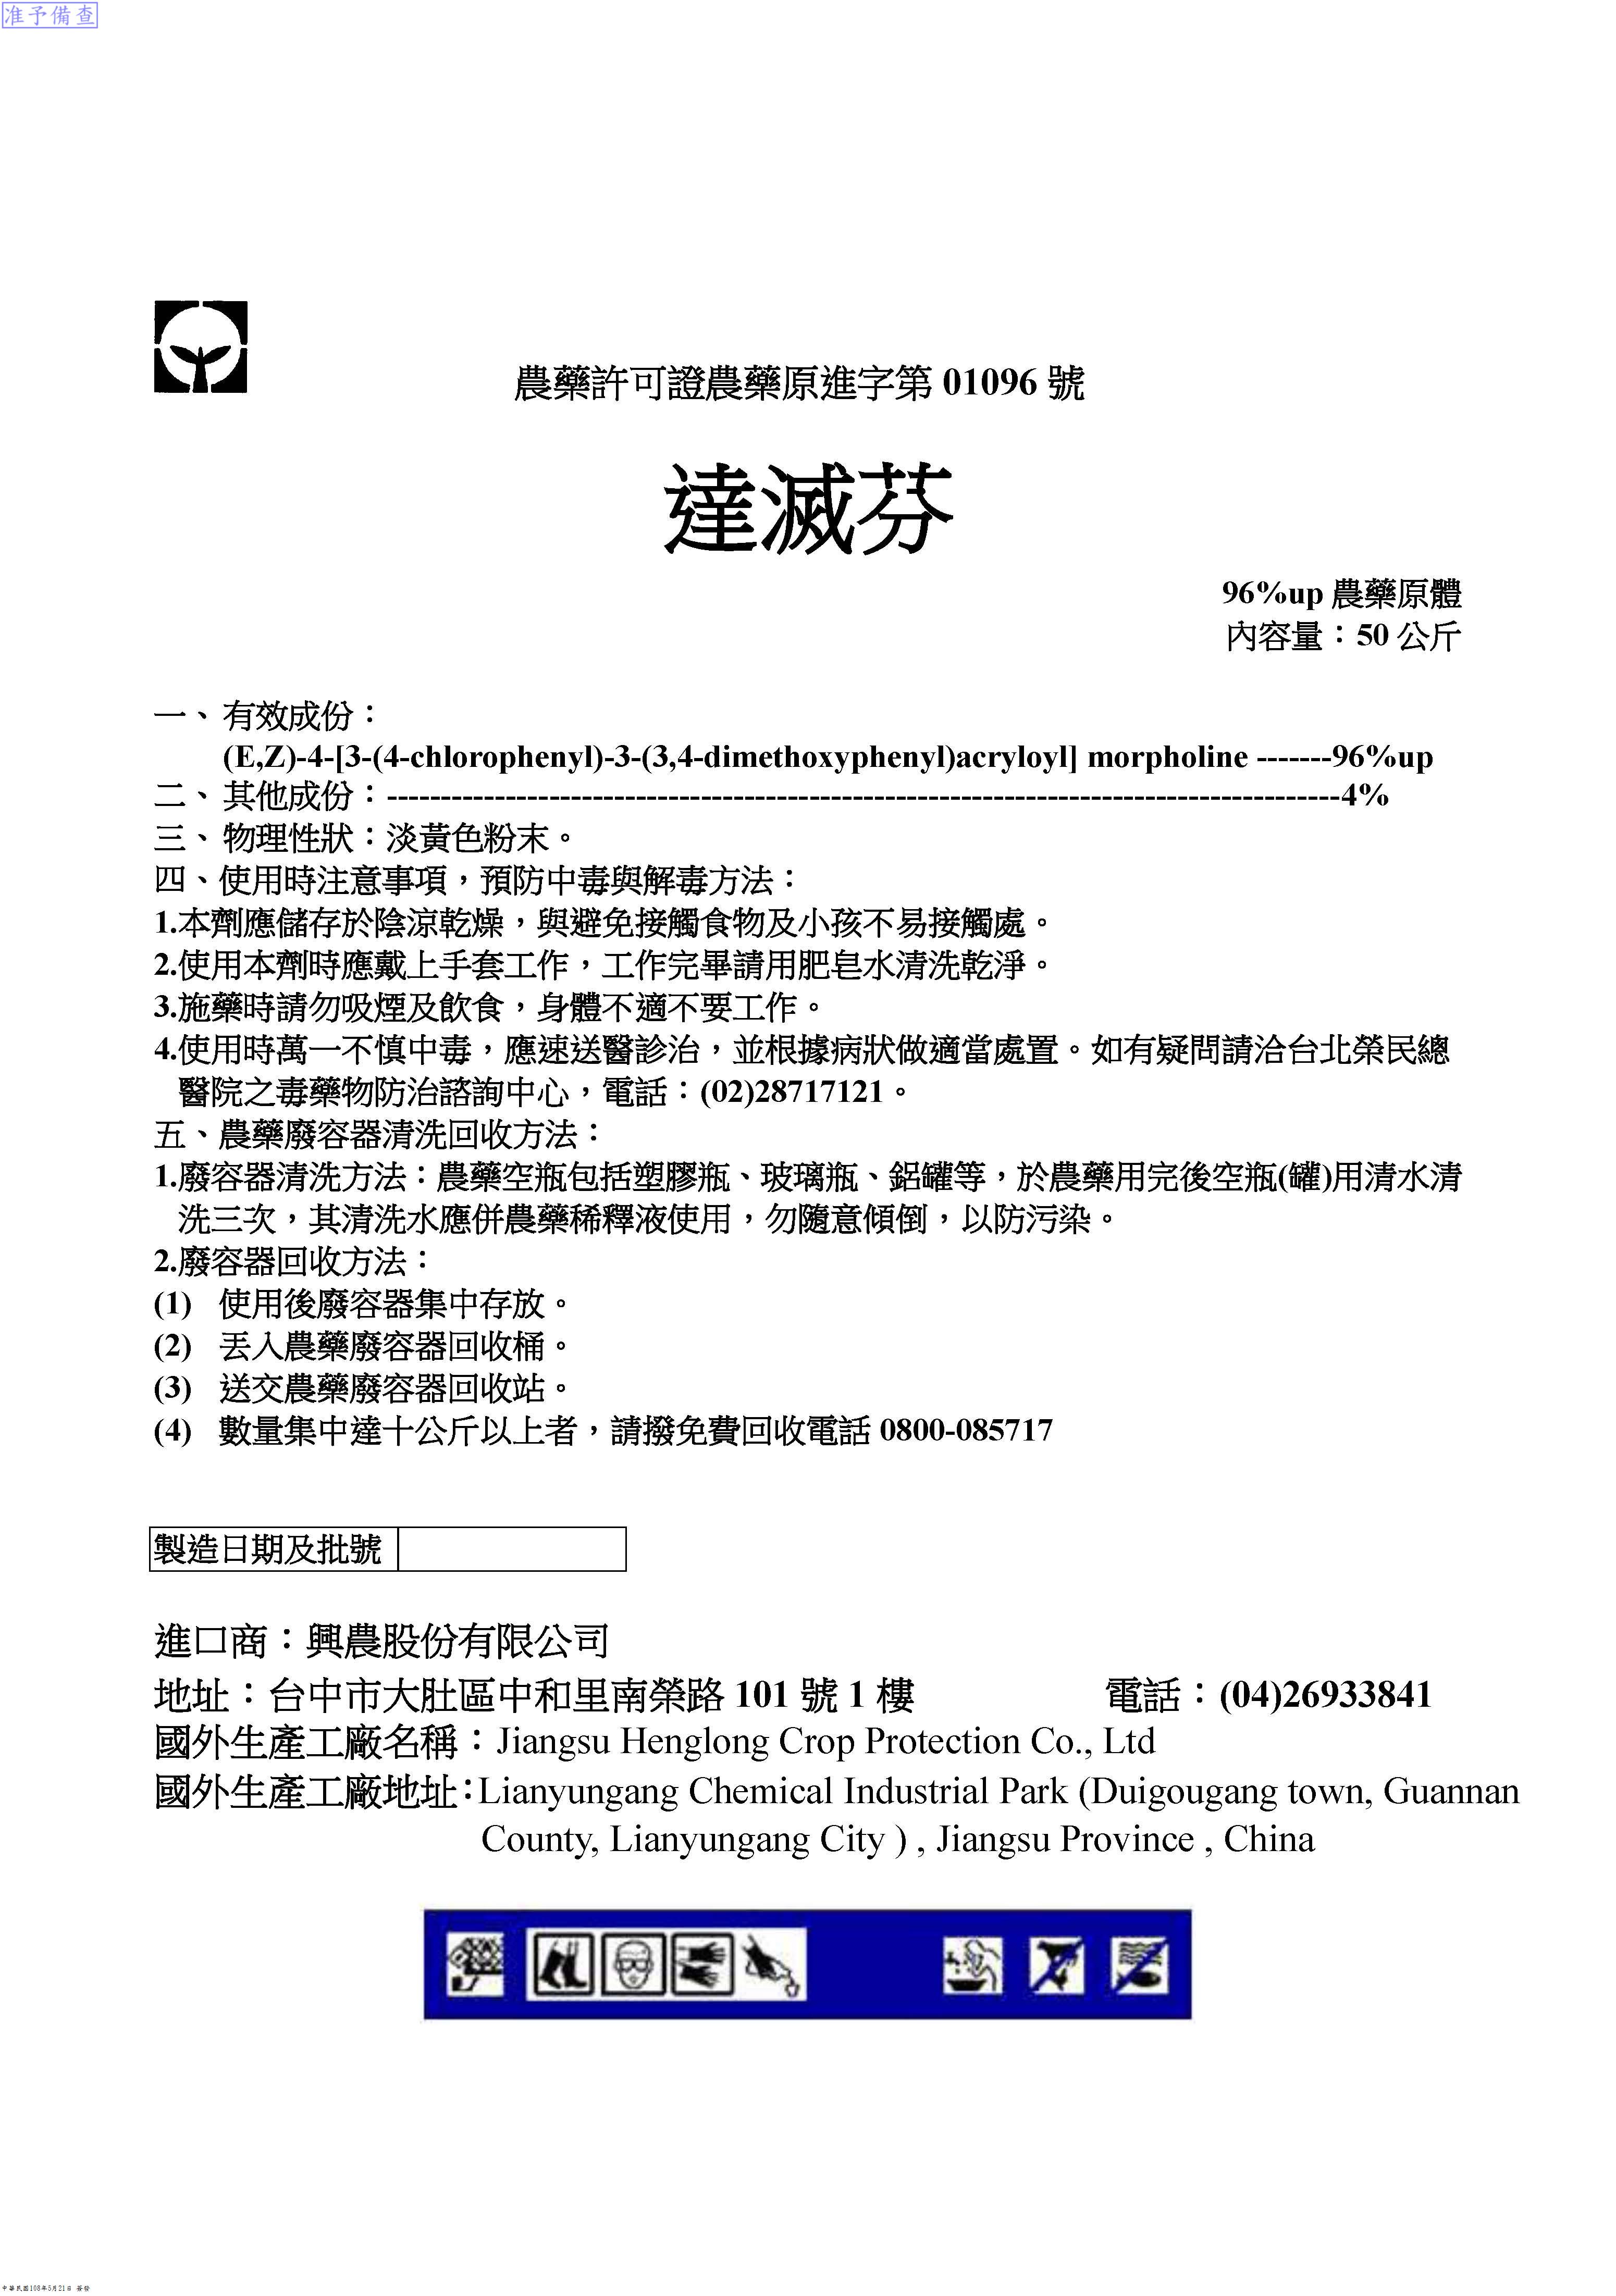 准予備查
農藥許可證農藥原進字第 01096 號
達滅芬
96%up 農藥原體
內容量：50 公斤
一、有效成份：
(E,Z)-4-[3-(4-chlorophenyl)-3-(3,4-dimethoxyphenyl)acryloyl] morpholine -------96%up
二、其他成份：----------------------------------------------------------------------------------------4%
三、物理性狀：淡黃色粉末。
四、使用時注意事項，預防中毒與解毒方法：
1.本劑應儲存於陰涼乾燥，與避免接觸食物及小孩不易接觸處。
2.使用本劑時應戴上手套工作，工作完畢請用肥皂水清洗乾淨。
3.施藥時請勿吸煙及飲食，身體不適不要工作。
4.使用時萬一不慎中毒，應速送醫診治，並根據病狀做適當處置。如有疑問請洽台北榮民總
醫院之毒藥物防治諮詢中心，電話：(02)28717121。
五、農藥廢容器清洗回收方法：
1.廢容器清洗方法：農藥空瓶包括塑膠瓶、玻璃瓶、鋁罐等，於農藥用完後空瓶(罐)用清水清
洗三次，其清洗水應併農藥稀釋液使用，勿隨意傾倒，以防污染。
2.廢容器回收方法：
(1) 使用後廢容器集中存放。
(2) 丟入農藥廢容器回收桶。
(3) 送交農藥廢容器回收站。
(4) 數量集中達十公斤以上者，請撥免費回收電話 0800-085717
製造日期及批號
進口商：興農股份有限公司
地址：台中市大肚區中和里南榮路 101 號 1 樓 電話：(04)26933841
國外生產工廠名稱：Jiangsu Henglong Crop Protection Co., Ltd
國外生產工廠地址：Lianyungang Chemical Industrial Park (Duigougang town, Guannan
County, Lianyungang City ) , Jiangsu Province , China
中華民國108年5月21日 簽發